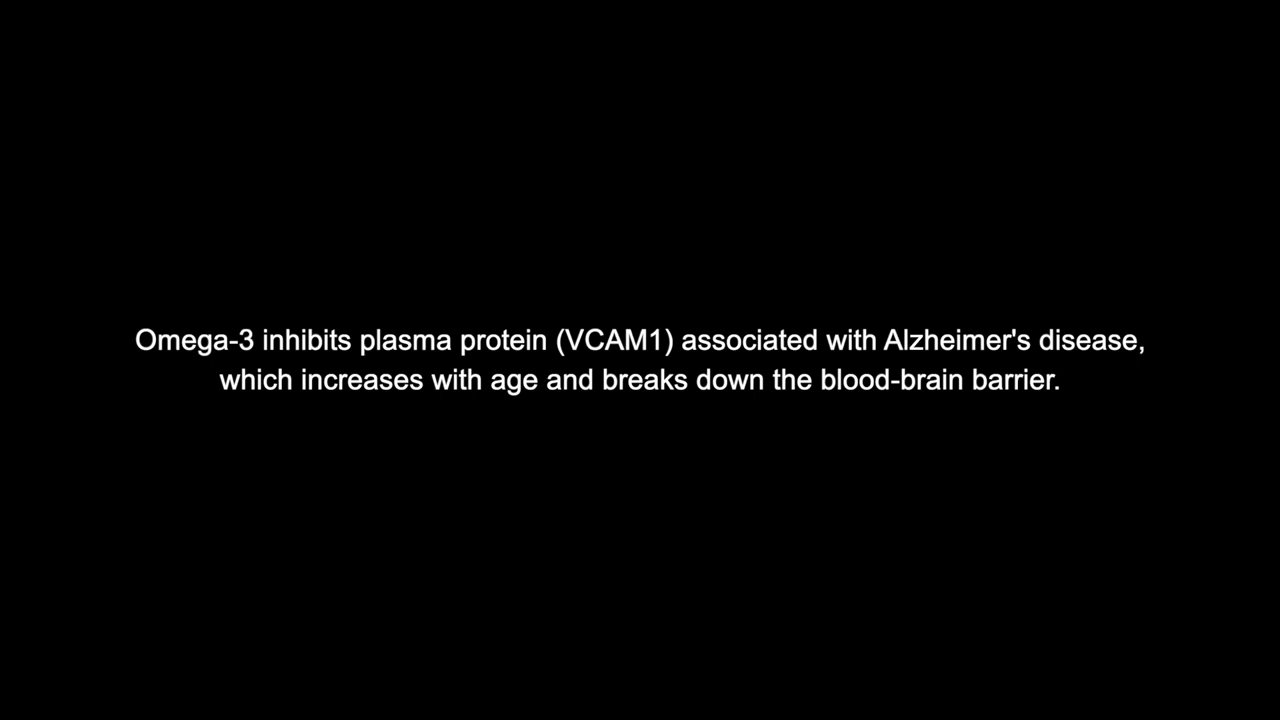 Omega-3 inhibits plasma protein (VCAM1) associated with Alzheimer's disease,
which increases with age and breaks down the blood-brain barrier.